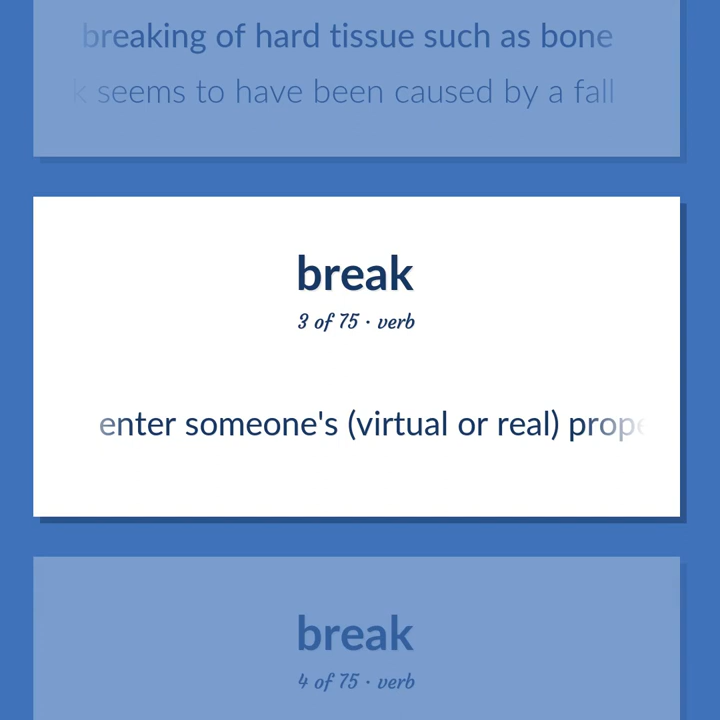 breaking of hard tissue such as bone
seems to have been caused by a fall
break
3 of 75 · verb
enter someone's (virtual or real)
break
4 of 75 · verb